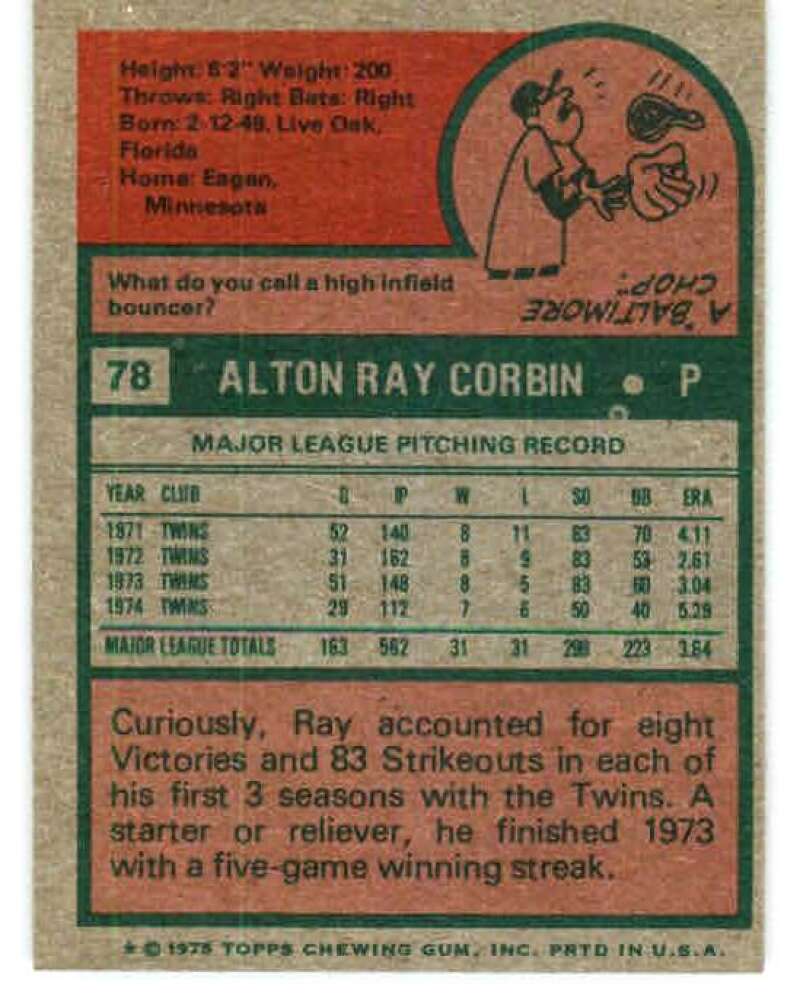 Height: 6'2" Weight: 200
Throws: Right Bats: Right
Born: 2-12-49, Live Oak,
Florida
Home: Eagan,
Minnesota
What do you call a high infield
bouncer?
A "BALTIMORE
CHOP."
78 ALTON RAY CORBIN • P
MAJOR LEAGUE PITCHING RECORD
YEAR CLUB G IP W L SO BB ERA
1971 TWINS 52 140 8 11 83 70 4.11
1972 TWINS 31 162 8 9 83 53 2.61
1973 TWINS 51 148 8 5 83 60 3.04
1974 TWINS 29 112 7 6 50 40 5.29
MAJOR LEAGUE TOTALS 163 562 31 31 299 223 3.64
Curiously, Ray accounted for eight
Victories and 83 Strikeouts in each of
his first 3 seasons with the Twins. A
starter or reliever, he finished 1973
with a five-game winning streak.
* © 1975 TOPPS CHEWING GUM, INC. PRTD IN U.S.A.